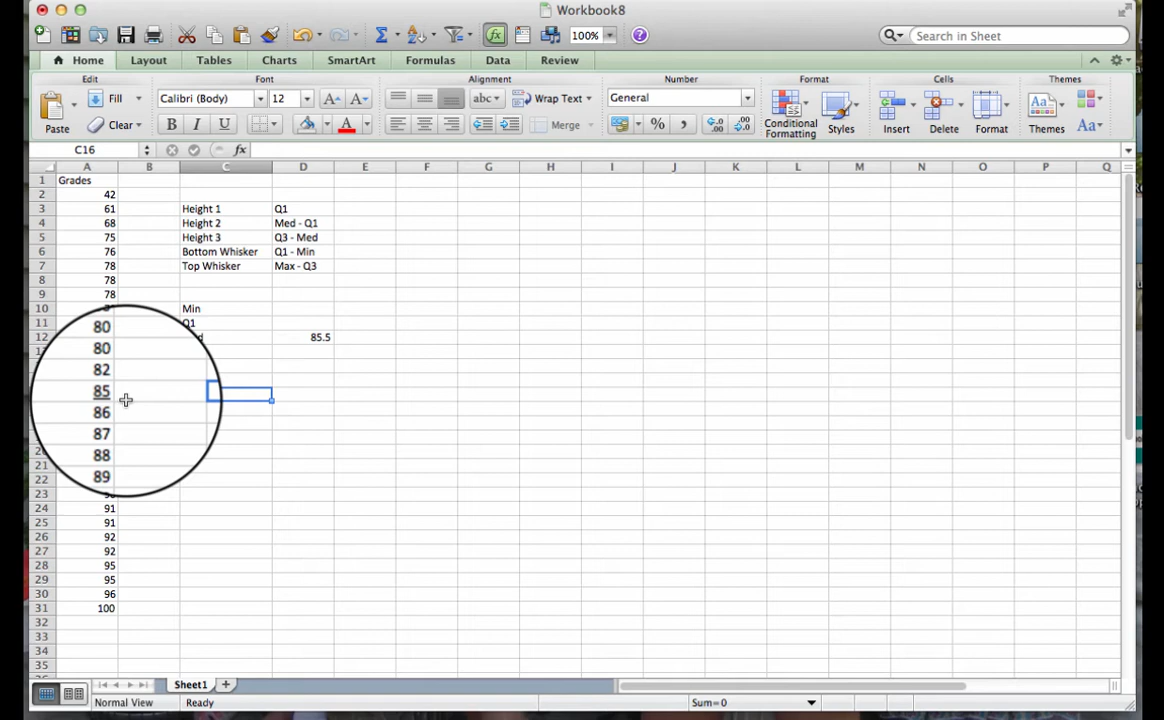 Workbook8
100%
Search in Sheet
Home Layout Tables Charts SmartArt Formulas Data Review
Edit Font Alignment Number Format Cells Themes
Fill Calibri (Body) 12 A A abc Wrap Text General
Paste Clear B I U A Merge % Conditional Formatting Styles Insert Delete Format Themes Aa
C16 fx
A B C D E F G H I J K L M N O P Q
1 Grades
2 42
3 61 Height 1 Q1
4 68 Height 2 Med - Q1
5 75 Height 3 Q3 - Med
6 76 Bottom Whisker Q1 - Min
7 78 Top Whisker Max - Q3
8 78
9 78
10 Min
11 80 Q1
12 80 85.5
82
85
86
87
20 88
21
22 89
23
24 91
25 91
26 92
27 92
28 95
29 95
30 96
31 100
32
33
34
35
Sheet1
Normal View Ready Sum=0